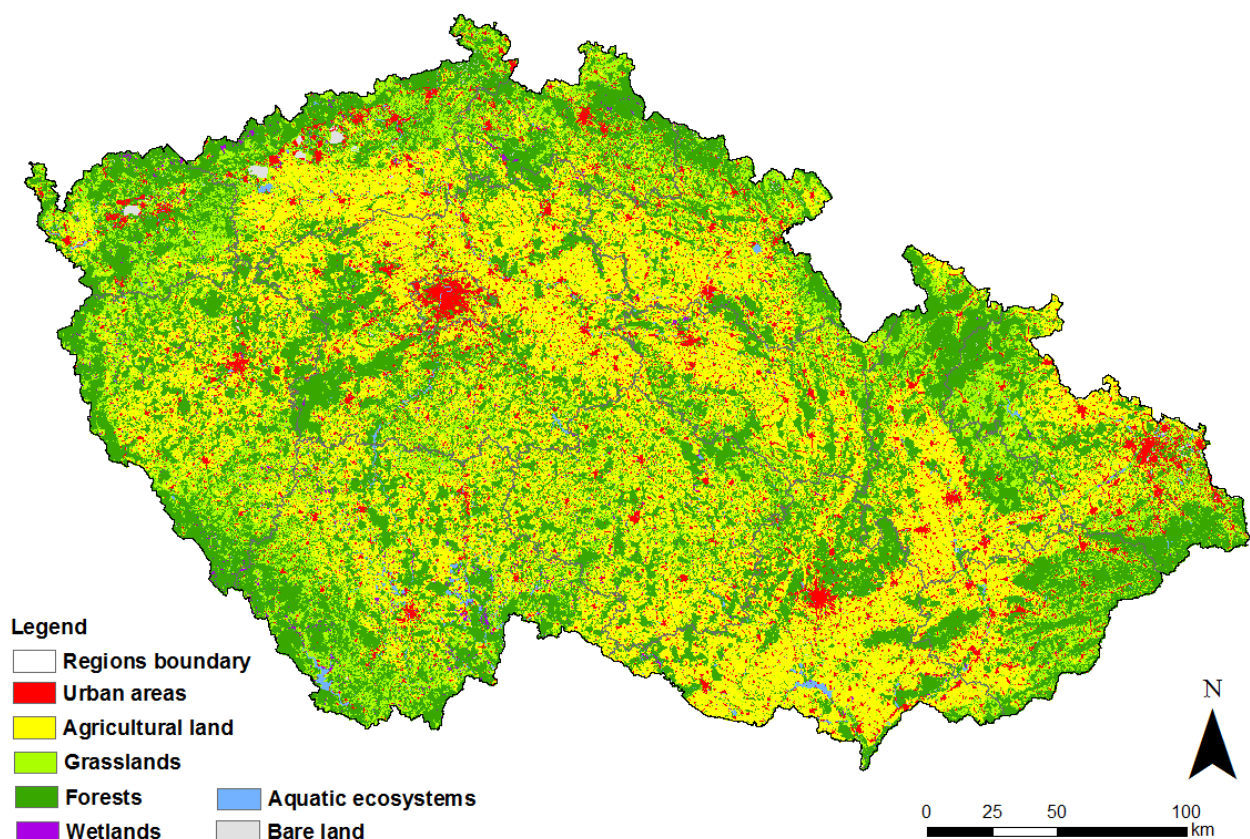 Legend
Regions boundary
Urban areas
Agricultural land
Grasslands
Forests
Wetlands
Aquatic ecosystems
Bare land
N
0 25 50 100
km